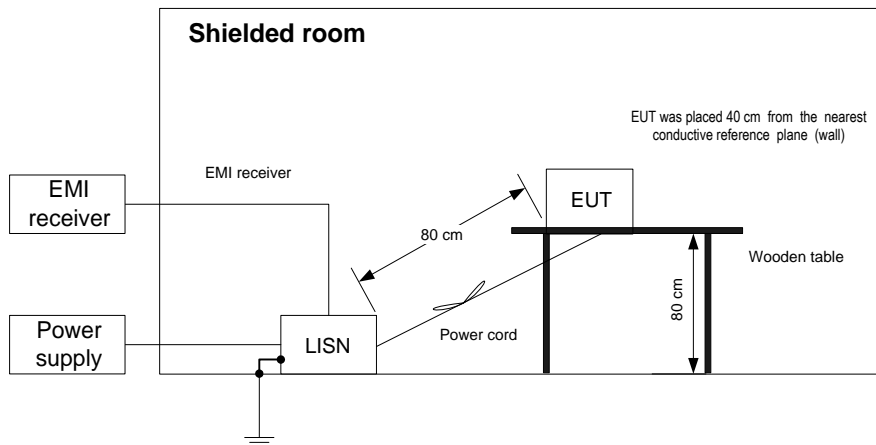 Shielded room
EUT was placed 40 cm from the nearest
conductive reference plane (wall)
EMI receiver
EMI
receiver
EUT
80 cm
Wooden table
80 cm
Power
supply
LISN
Power cord